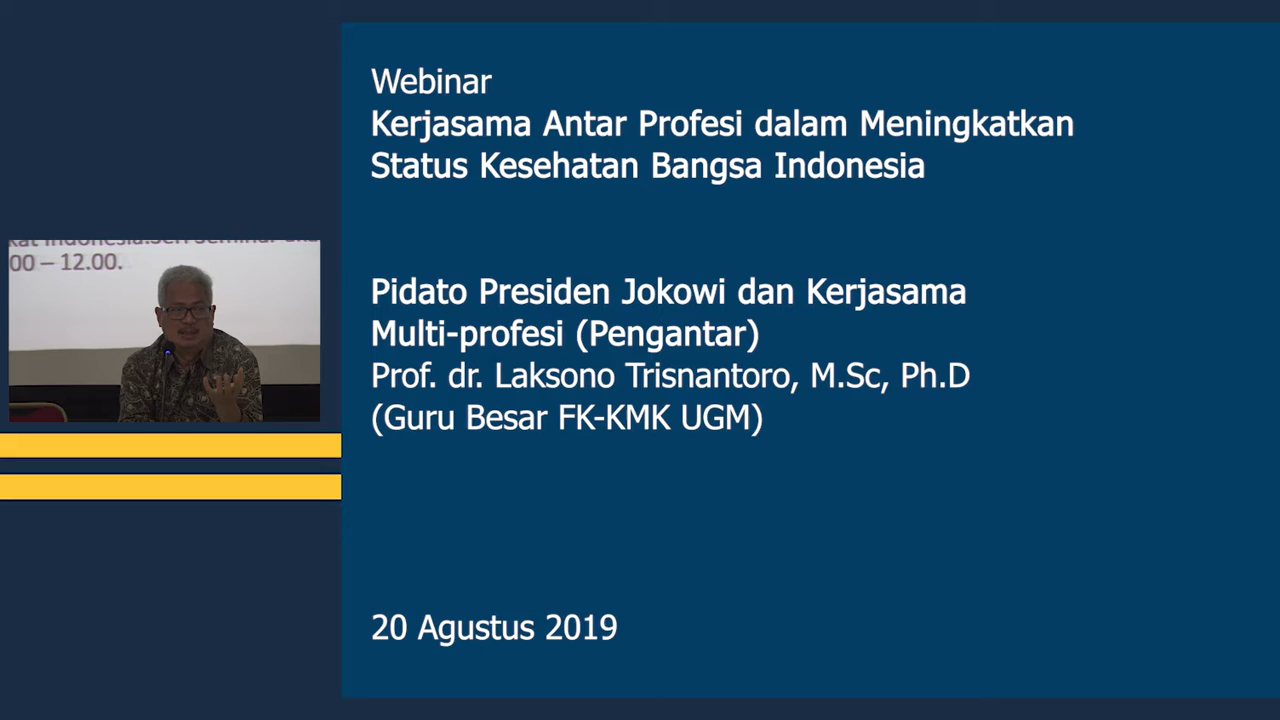 Webinar
Kerjasama Antar Profesi dalam Meningkatkan
Status Kesehatan Bangsa Indonesia
Pidato Presiden Jokowi dan Kerjasama
Multi-profesi (Pengantar)
Prof. dr. Laksono Trisnantoro, M.Sc, Ph.D
(Guru Besar FK-KMK UGM)
20 Agustus 2019
00 – 12.00.